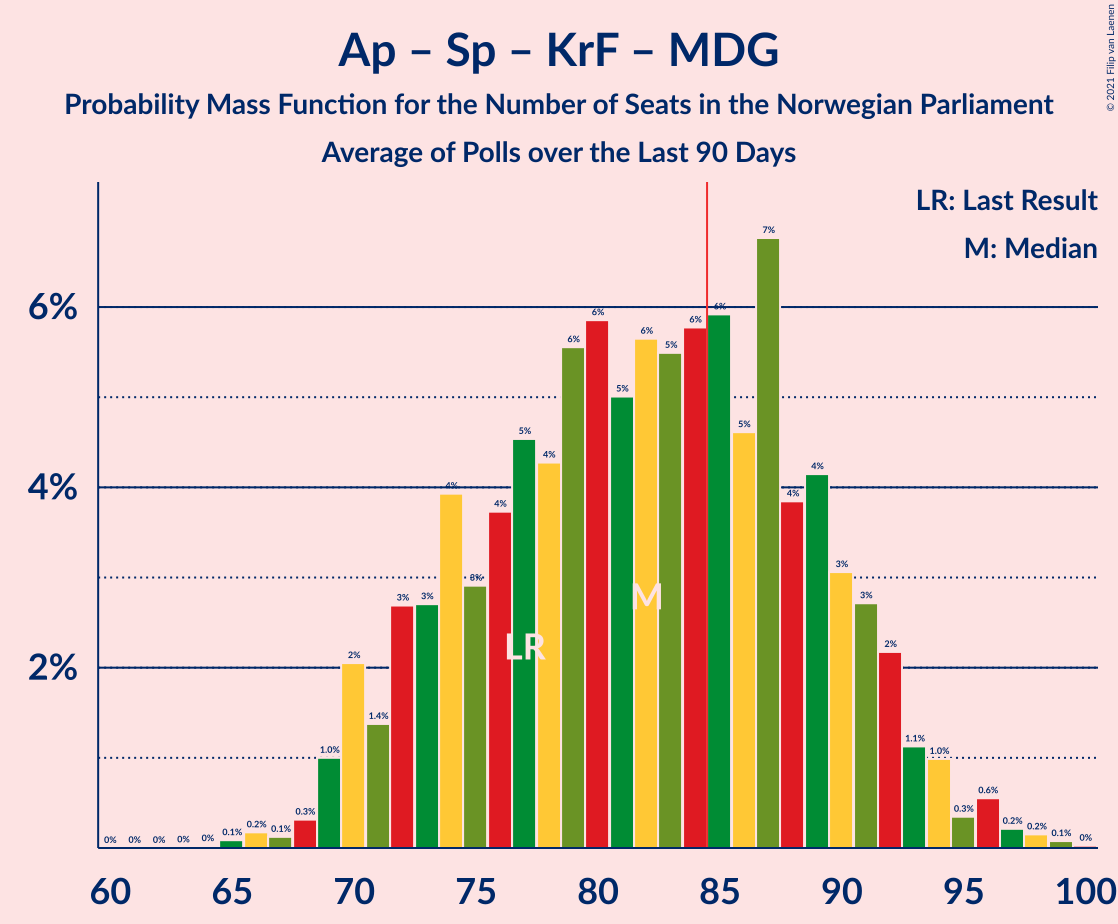 Ap – Sp – KrF – MDG
Probability Mass Function for the Number of Seats in the Norwegian Parliament
Average of Polls over the Last 90 Days
© 2021 Filip van Laenen
LR: Last Result
M: Median
6%
4%
2%
0% 0% 0% 0% 0% 0.1% 0.2% 0.1% 0.3% 1.0% 2% 1.4% 3% 3% 4% 3% 4% 5% 4% 6% 6% 5% 6% 5% 6% 6% 5% 7% 4% 4% 3% 3% 2% 1.1% 1.0% 0.3% 0.6% 0.2% 0.2% 0.1% 0%
M
LR
60 65 70 75 80 85 90 95 100